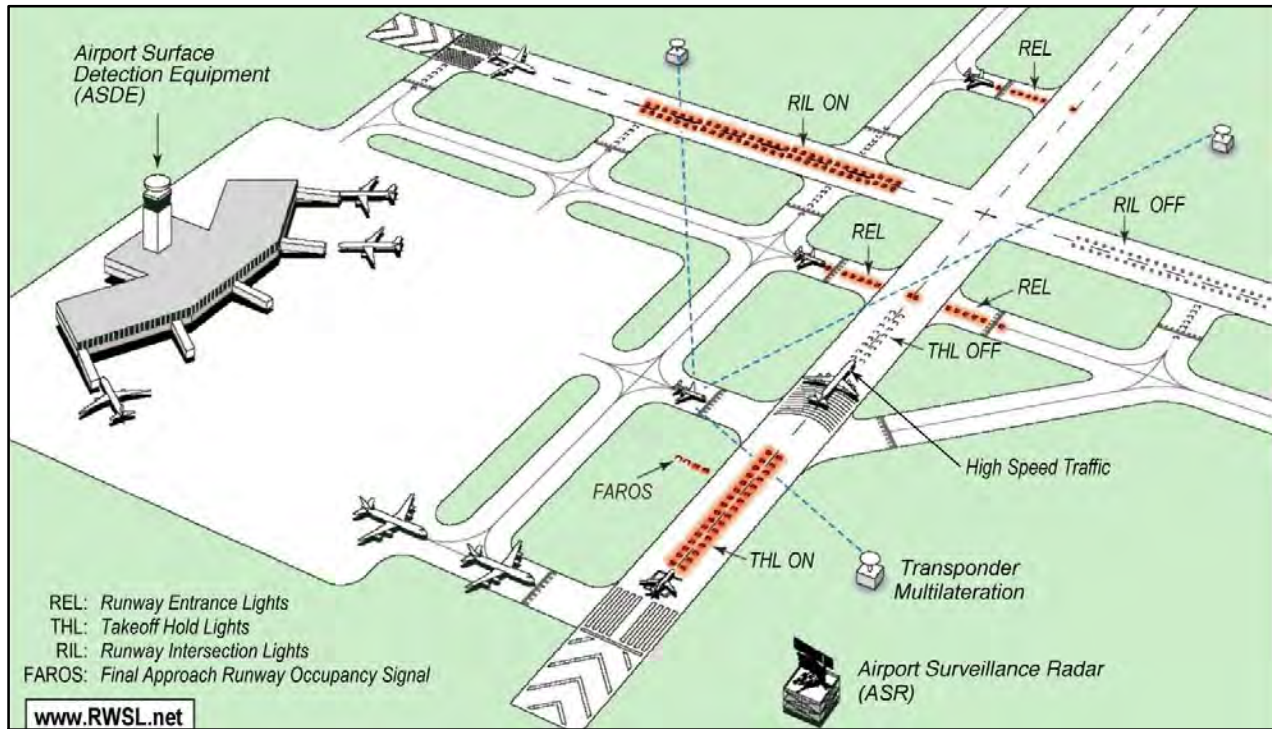 Airport Surface
Detection Equipment
(ASDE)
REL
RIL ON
RIL OFF
REL
REL
THL OFF
High Speed Traffic
FAROS
THL ON
Transponder
Multilateration
REL: Runway Entrance Lights
THL: Takeoff Hold Lights
RIL: Runway Intersection Lights
FAROS: Final Approach Runway Occupancy Signal
Airport Surveillance Radar
(ASR)
www.RWSL.net